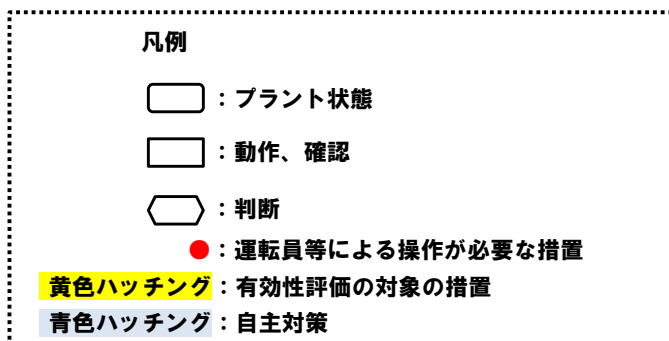 凡例
：プラント状態
：動作、確認
：判断
●：運転員等による操作が必要な措置
黄色ハッチング：有効性評価の対象の措置
青色ハッチング：自主対策